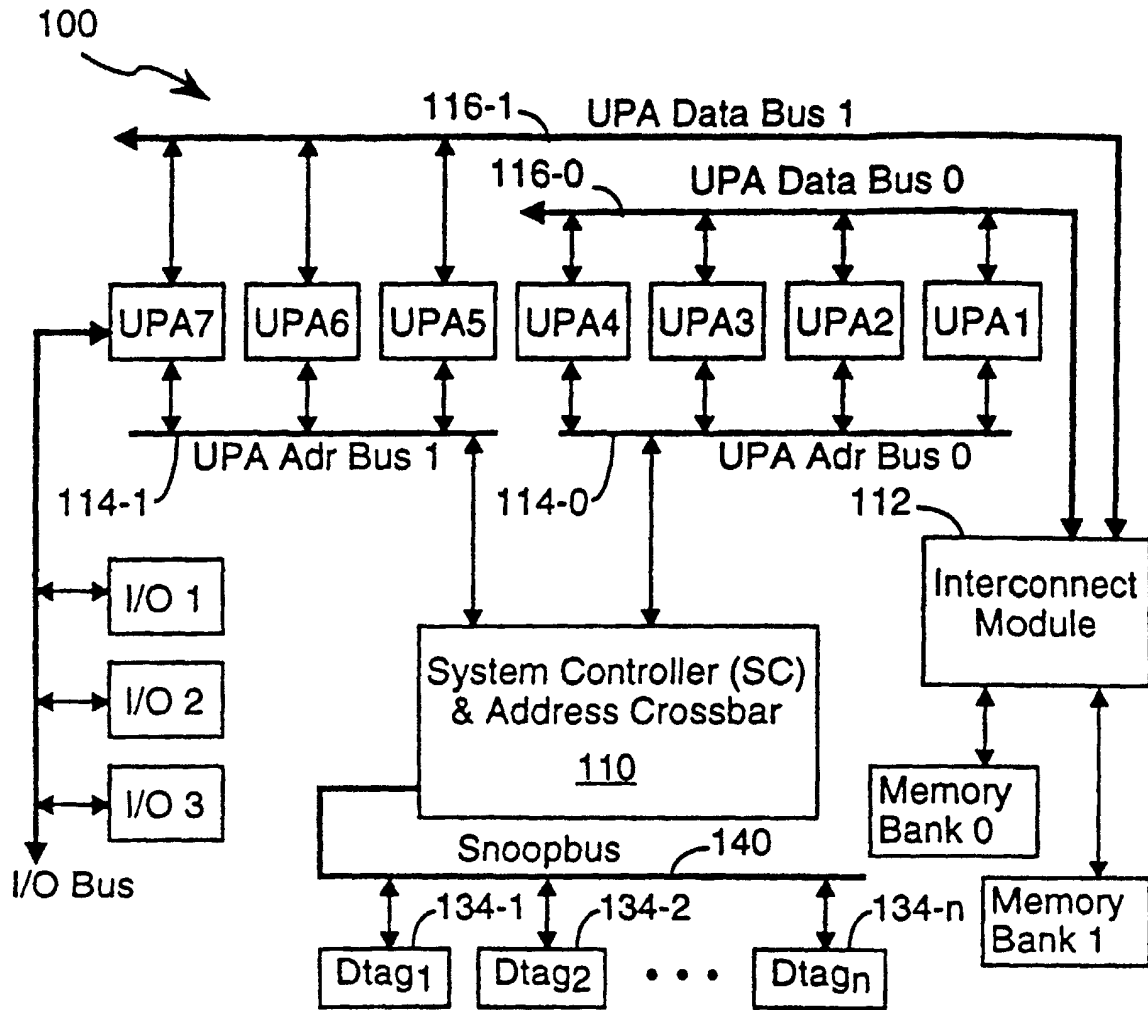 100
116-1
UPA Data Bus 1
116-0
UPA Data Bus 0
UPA7
UPA6
UPA5
UPA4
UPA3
UPA2
UPA1
UPA Adr Bus 1
UPA Adr Bus 0
114-1
114-0
112
I/O 1
I/O 2
I/O 3
I/O Bus
System Controller (SC)
& Address Crossbar
110
Interconnect
Module
Memory
Bank 0
Memory
Bank 1
Snoopbus
140
134-1
134-2
134-n
Dtag1
Dtag2
• • •
Dtagn